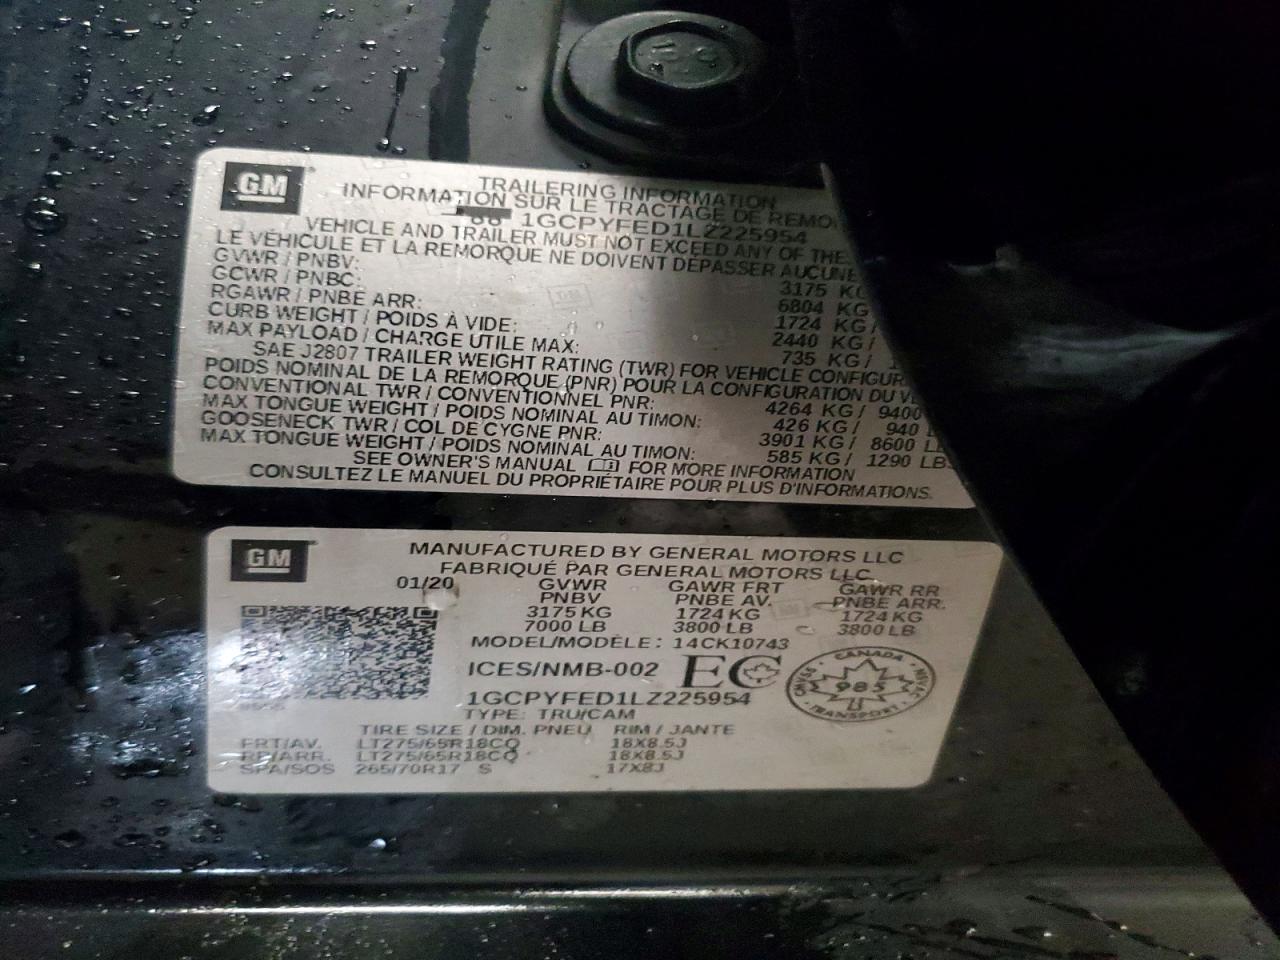 GM
TRAILERING INFORMATION
INFORMATION SUR LE TRACTAGE DE REMO
1GCPYFED1LZ225954
VEHICLE AND TRAILER MUST NOT EXCEED ANY OF THE
LE VÉHICULE ET LA REMORQUE NE DOIVENT DÉPASSER AUCUNE
GVWR / PNBV: 3175 KG
GCWR / PNBC: 6804 KG
RGAWR / PNBE ARR: 1724 KG /
CURB WEIGHT / POIDS À VIDE: 2440 KG /
MAX PAYLOAD / CHARGE UTILE MAX: 735 KG /
SAE J2807 TRAILER WEIGHT RATING (TWR) FOR VEHICLE CONFIGUR
POIDS NOMINAL DE LA REMORQUE (PNR) POUR LA CONFIGURATION DU
CONVENTIONAL TWR / CONVENTIONNEL PNR: 4264 KG / 9400
MAX TONGUE WEIGHT / POIDS NOMINAL AU TIMON: 426 KG / 940 L
GOOSENECK TWR / COL DE CYGNE PNR: 3901 KG / 8600 LB
MAX TONGUE WEIGHT / POIDS NOMINAL AU TIMON: 585 KG / 1290 LBS
SEE OWNER'S MANUAL FOR MORE INFORMATION
CONSULTEZ LE MANUEL DU PROPRIÉTAIRE POUR PLUS D'INFORMATIONS.
GM
MANUFACTURED BY GENERAL MOTORS LLC
FABRIQUÉ PAR GENERAL MOTORS LLC
01/20 GVWR GAWR FRT GAWR RR
PNBV PNBE AV. PNBE ARR.
3175 KG 1724 KG 1724 KG
7000 LB 3800 LB 3800 LB
MODEL/MODÈLE: 14CK10743
ICES/NMB-002 EC
CANADA
985
TRANSPORT
1GCPYFED1LZ225954
TYPE: TRU/CAM
TIRE SIZE / DIM. PNEU RIM / JANTE
FRT/AV. LT275/65R18CQ 18X8.5J
RR/ARR. LT275/65R18CQ 18X8.5J
SPA/SOS 265/70R17 S 17X8J